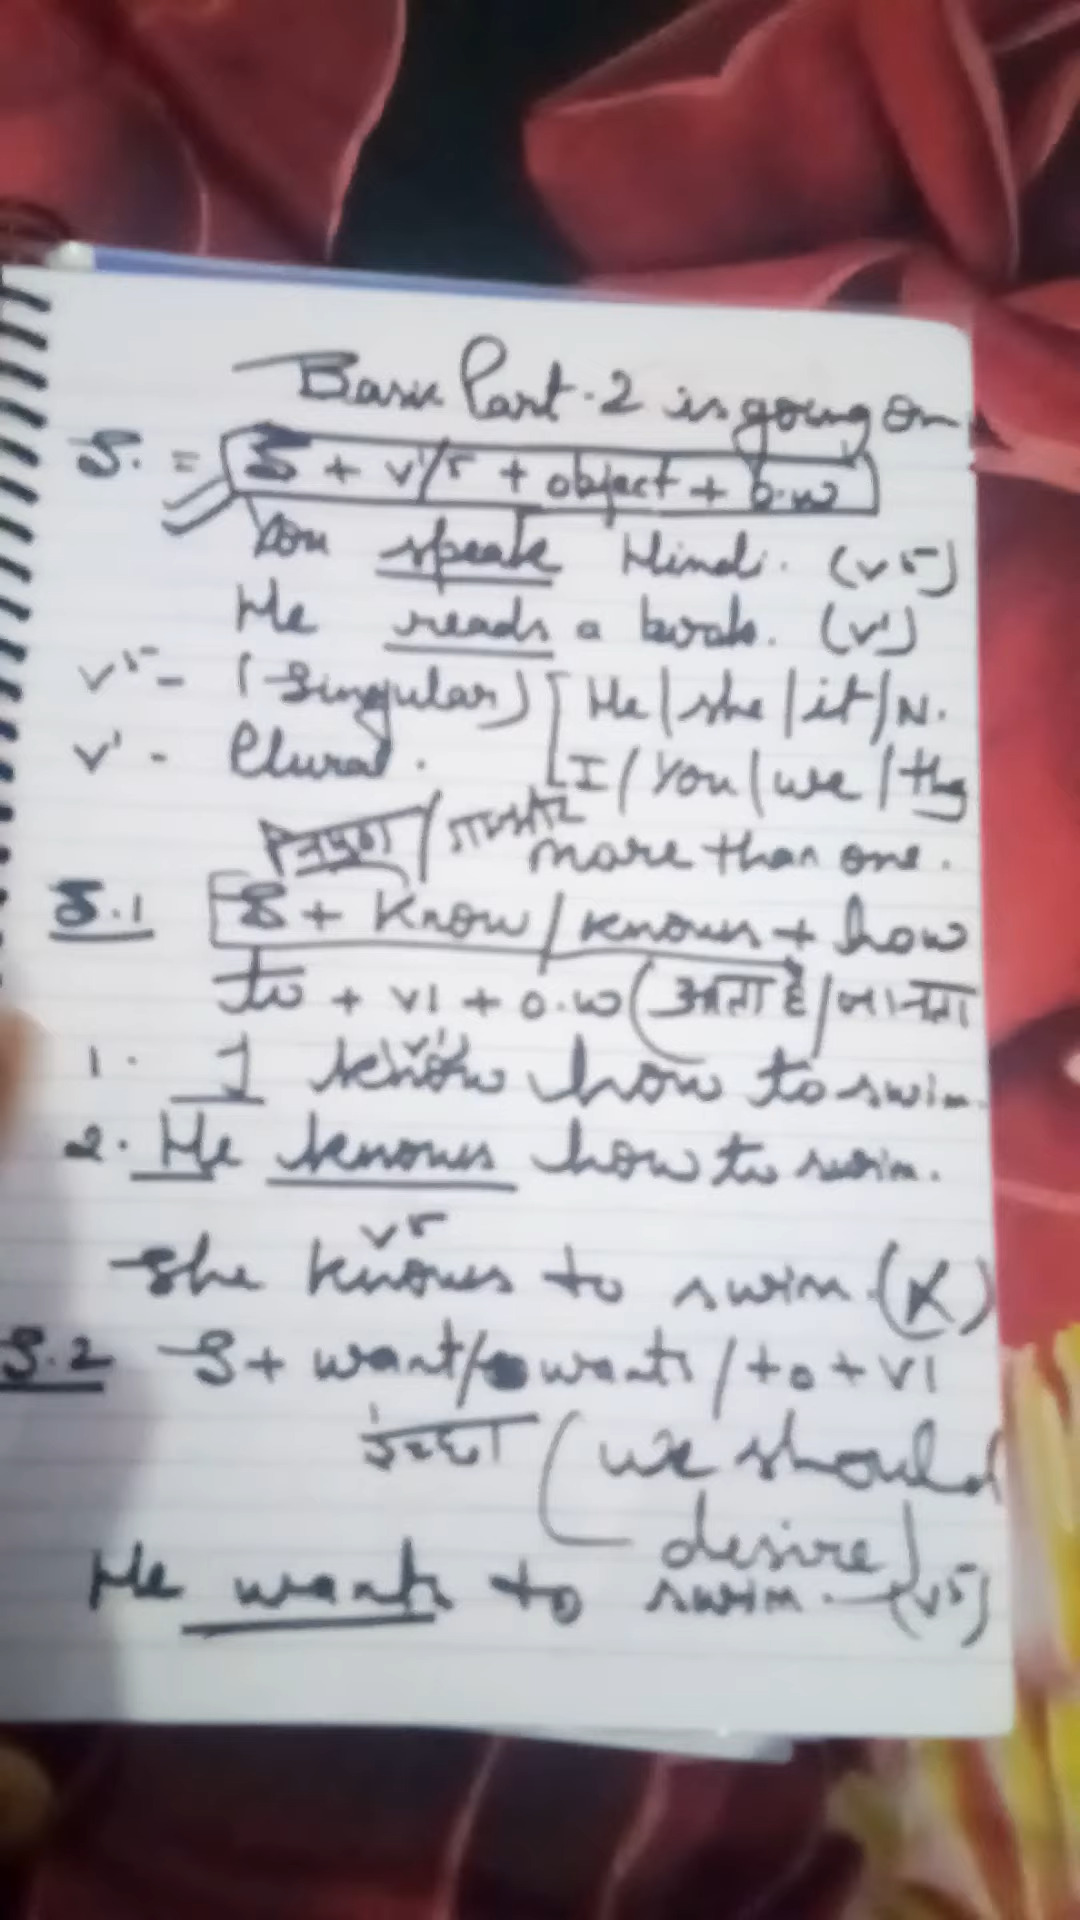 Basic Part-2 is going on
S. = S + v1/5 + object + o.w
You speak Hindi. (v5)
He reads a book. (v1)
v5 - (Singular) [He/she/it/N.
v1 - Plural. [I/You/we/they
more than one.
S.1 S + Know/knows + how
to + v1 + o.w (आता है/जानता
1. I know how to swim.
v1
2. He knows how to swim.
v5
She knows to swim. (X)
S.2 S + want/wants/to + v1
इच्छा (we should
desire)
He wants to swim. (v5)